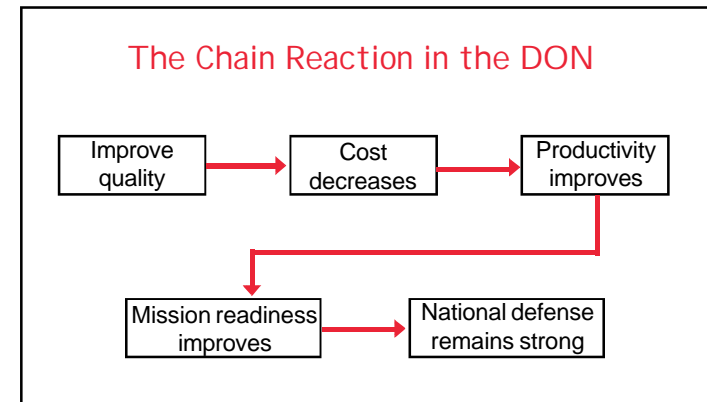 The Chain Reaction in the DON
Improve
quality
Cost
decreases
Productivity
improves
Mission readiness
improves
National defense
remains strong